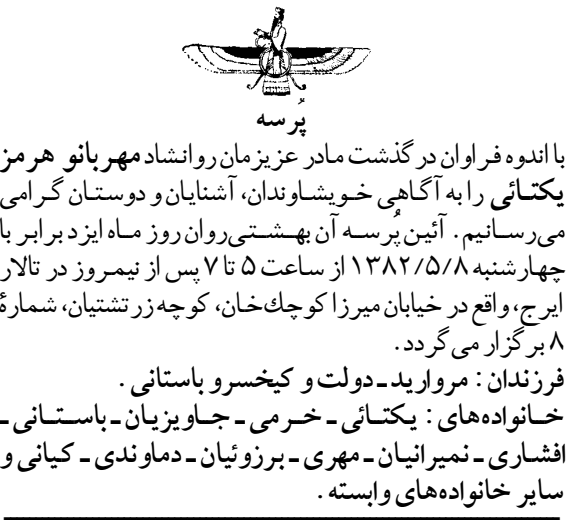 پُرسه
با اندوه فراوان درگذشت مادر عزیزمان روانشاد مهربانو هرمز
یکتائی را به آگاهی خویشاوندان، آشنایان و دوستان گرامی
می‌رسانیم. آئین پُرسه آن بهشتی‌روان روز ماه ایزد برابر با
چهارشنبه ۱۳۸۲/۵/۸ از ساعت ۵ تا ۷ پس از نیمروز در تالار
ایرج، واقع در خیابان میرزا کوچك‌خان، کوچه زرتشتیان، شمارهٔ
۸ برگزار می‌گردد.
فرزندان : مروارید ـ دولت و کیخسرو باستانی .
خانواده‌های : یکتائی ـ خرمی ـ جاویزیان ـ باستانی ـ
افشاری ـ نمیرانیان ـ مهری ـ برزوئیان ـ دماوندی ـ کیانی و
سایر خانواده‌های وابسته .